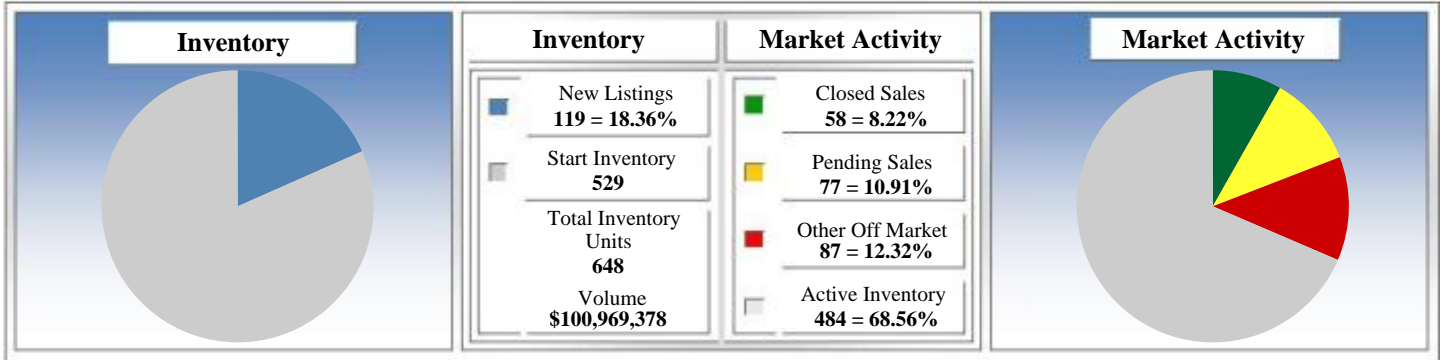 Inventory
Inventory
Market Activity
New Listings
119 = 18.36%
Start Inventory
529
Total Inventory
Units
648
Volume
$100,969,378
Closed Sales
58 = 8.22%
Pending Sales
77 = 10.91%
Other Off Market
87 = 12.32%
Active Inventory
484 = 68.56%
Market Activity